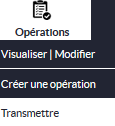 Opérations
Visualiser | Modifier
Créer une opération
Transmettre